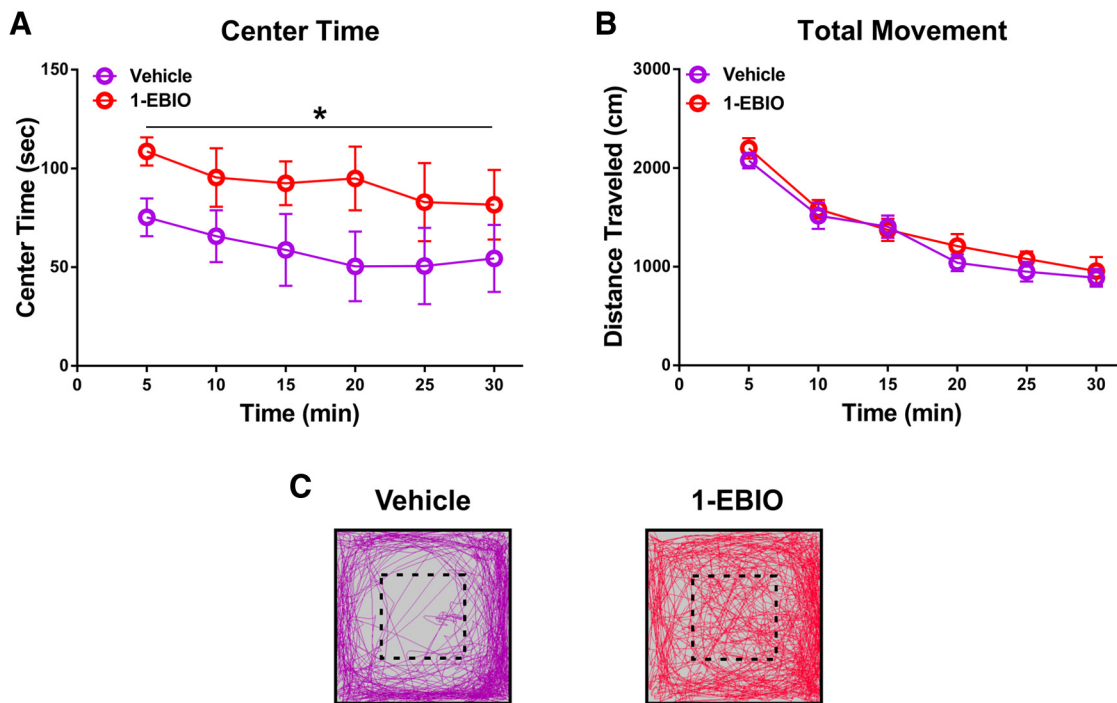 A
Center Time
Vehicle
1-EBIO
*
150
100
50
0
Center Time (sec)
0 5 10 15 20 25 30
Time (min)
B
Total Movement
Vehicle
1-EBIO
3000
2000
1000
0
Distance Traveled (cm)
0 5 10 15 20 25 30
Time (min)
C
Vehicle
1-EBIO